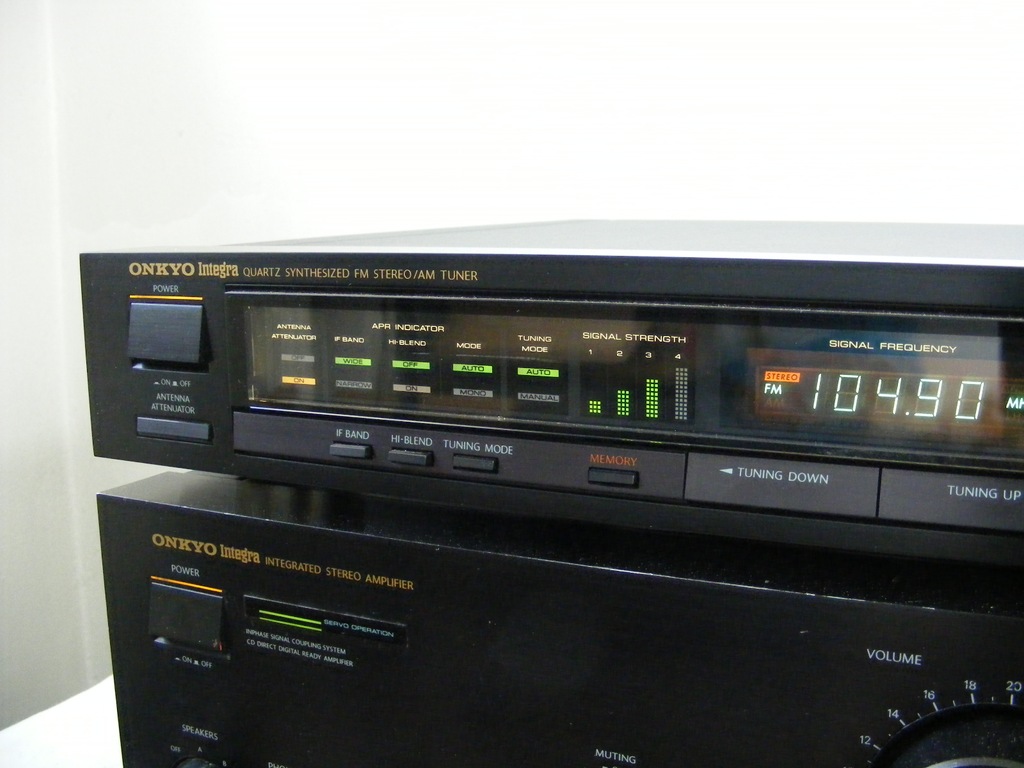 ONKYO Integra QUARTZ SYNTHESIZED FM STEREO/AM TUNER
POWER
ON OFF
ANTENNA
ATTENUATOR
ANTENNA
ATTENUATOR
OFF
ON
APR INDICATOR
IF BAND
WIDE
NARROW
HI-BLEND
OFF
ON
MODE
AUTO
MONO
TUNING
MODE
AUTO
MANUAL
SIGNAL STRENGTH
1 2 3 4
SIGNAL FREQUENCY
STEREO
FM 104.90
IF BAND
HI-BLEND
TUNING MODE
MEMORY
TUNING DOWN
TUNING UP
ONKYO Integra INTEGRATED STEREO AMPLIFIER
POWER
ON OFF
SERVO OPERATION
INPHASE SIGNAL COUPLING SYSTEM
CD DIRECT DIGITAL READY AMPLIFIER
SPEAKERS
OFF A B
MUTING
VOLUME
12 14 16 18 20